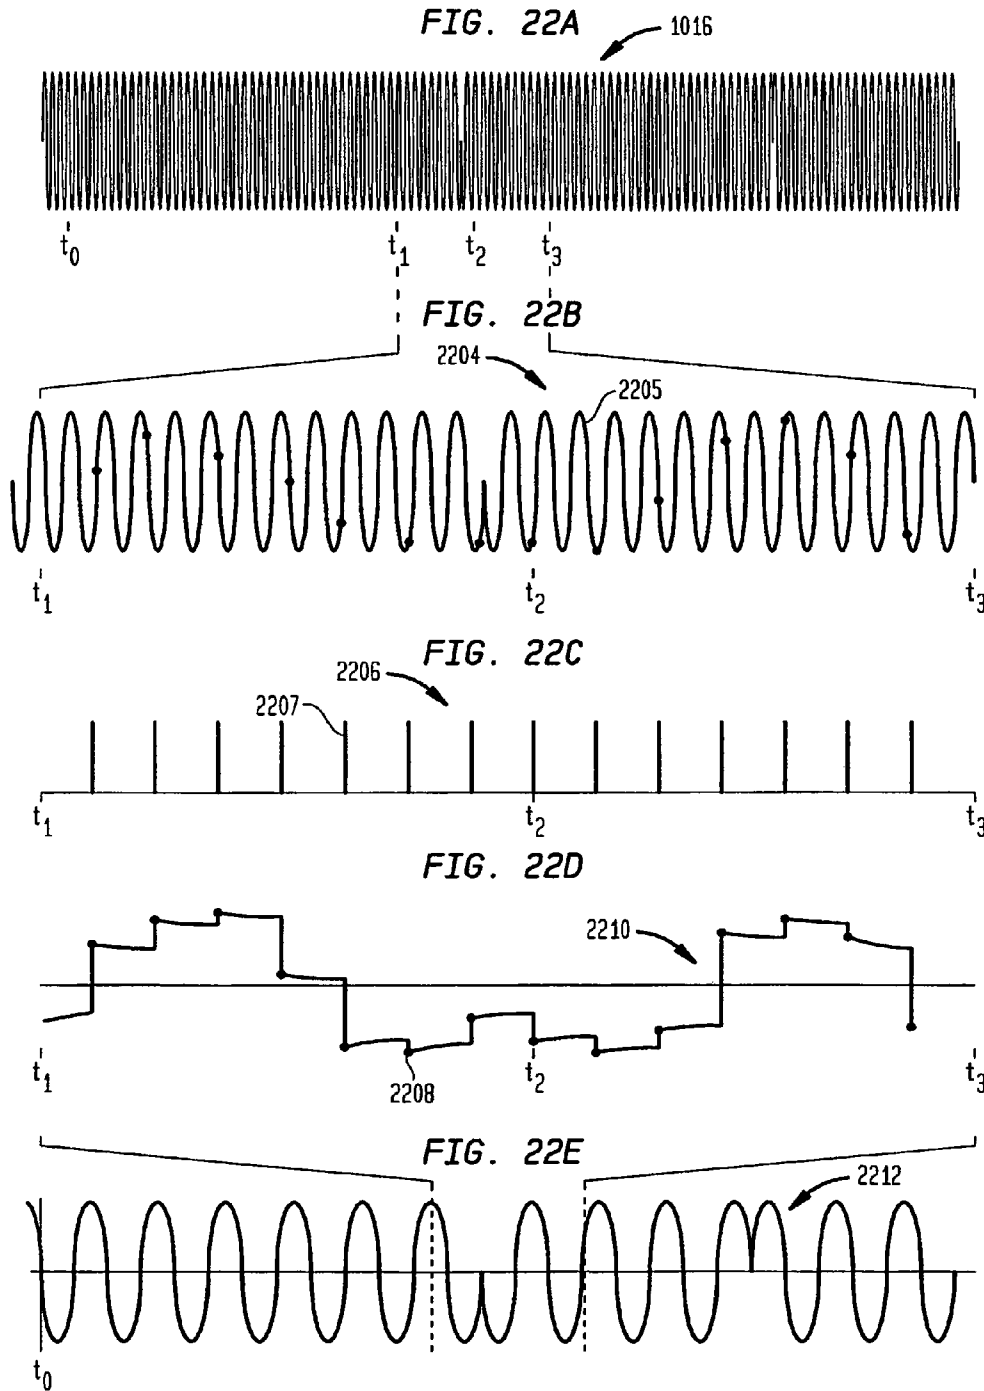 FIG. 22A
1016
t0 t1 t2 t3
FIG. 22B
2204
2205
t1 t2 t3
FIG. 22C
2206
2207
t1 t2 t3
FIG. 22D
2210
t1 2208 t2 t3
FIG. 22E
2212
t0